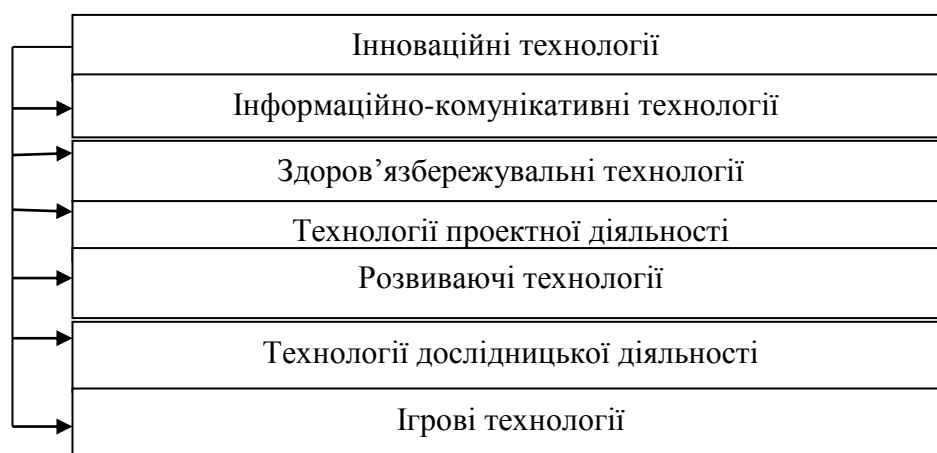 Інноваційні технології
Інформаційно-комунікативні технології
Здоров’язбережувальні технології
Технології проектної діяльності
Розвиваючі технології
Технології дослідницької діяльності
Ігрові технології